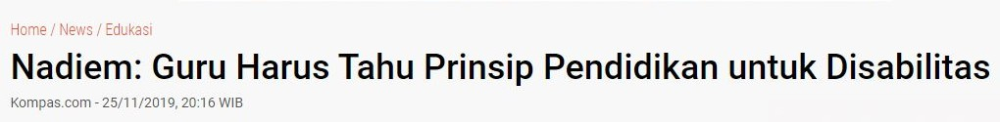 Home / News / Edukasi
Nadiem: Guru Harus Tahu Prinsip Pendidikan untuk Disabilitas
Kompas.com - 25/11/2019, 20:16 WIB